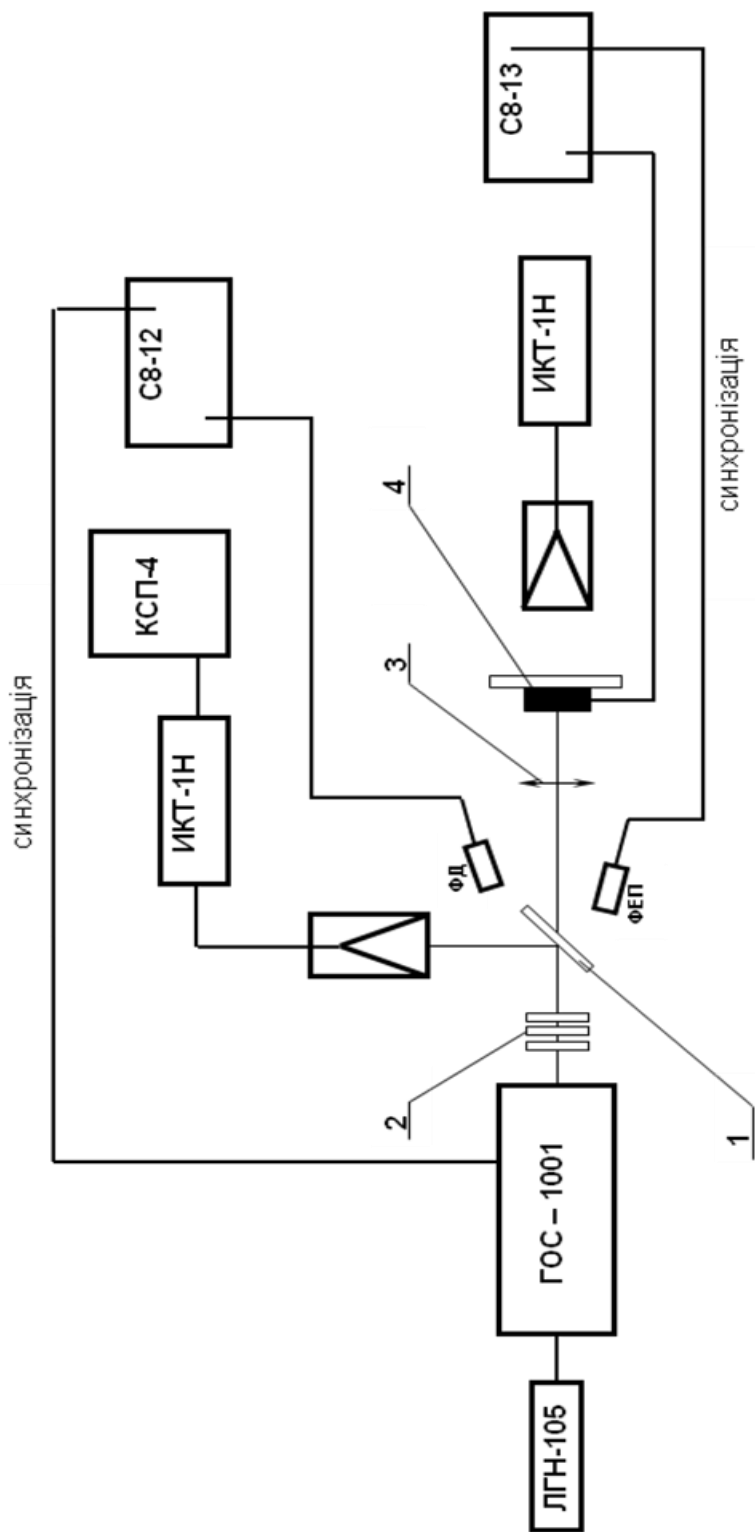 синхронізація
С8-12
С8-13
КСП-4
ИКТ-1Н
4
3
ИКТ-1Н
ФД
ФЕП
синхронізація
2
1
ГОС – 1001
ЛГН-105